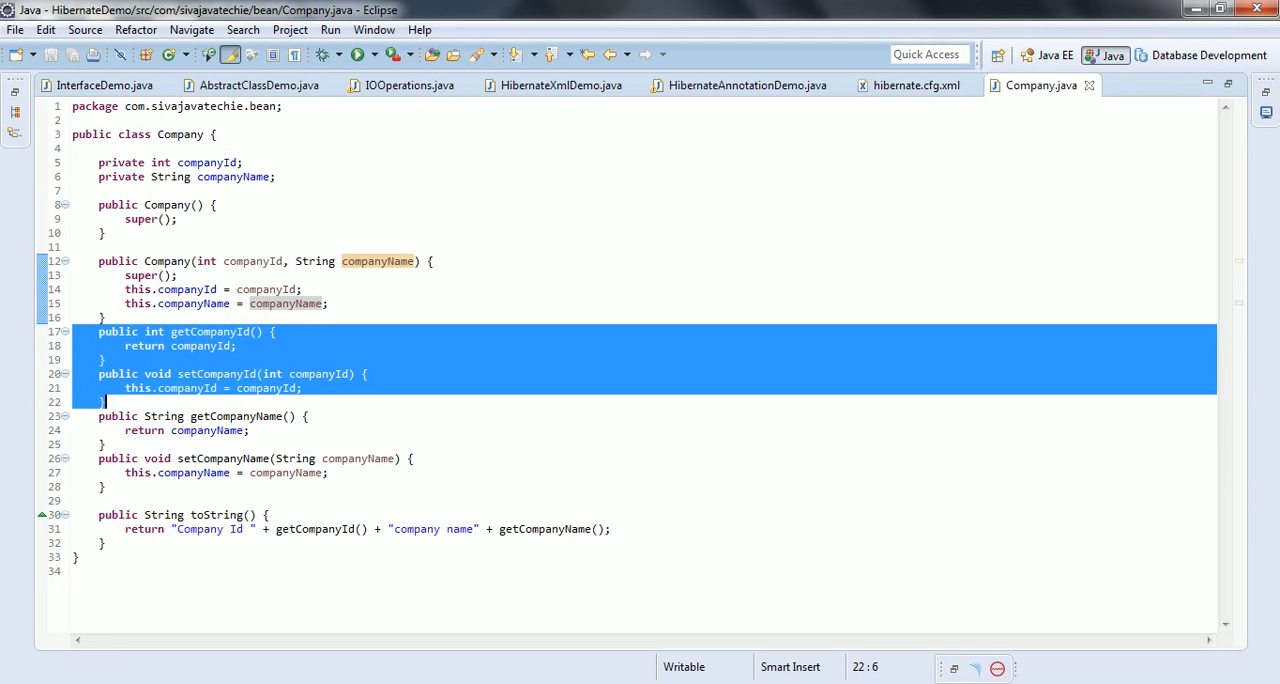 Java - HibernateDemo/src/com/sivajavatechie/bean/Company.java - Eclipse
File Edit Source Refactor Navigate Search Project Run Window Help
Quick Access Java EE Java Database Development
InterfaceDemo.java AbstractClassDemo.java IOOperations.java HibernateXmlDemo.java HibernateAnnotationDemo.java hibernate.cfg.xml Company.java
1 package com.sivajavatechie.bean;
2
3 public class Company {
4
5 private int companyId;
6 private String companyName;
7
8 public Company() {
9 super();
10 }
11
12 public Company(int companyId, String companyName) {
13 super();
14 this.companyId = companyId;
15 this.companyName = companyName;
16 }
17 public int getCompanyId() {
18 return companyId;
19 }
20 public void setCompanyId(int companyId) {
21 this.companyId = companyId;
22 }
23 public String getCompanyName() {
24 return companyName;
25 }
26 public void setCompanyName(String companyName) {
27 this.companyName = companyName;
28 }
29
30 public String toString() {
31 return "Company Id " + getCompanyId() + "company name" + getCompanyName();
32 }
33 }
34
Writable Smart Insert 22 : 6